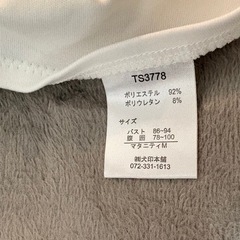 TS3778
ポリエステル 92%
ポリウレタン 8%
サイズ
バスト 86~94
腹囲 78~100
マタニティM
㈱犬印本舗
072-331-1613